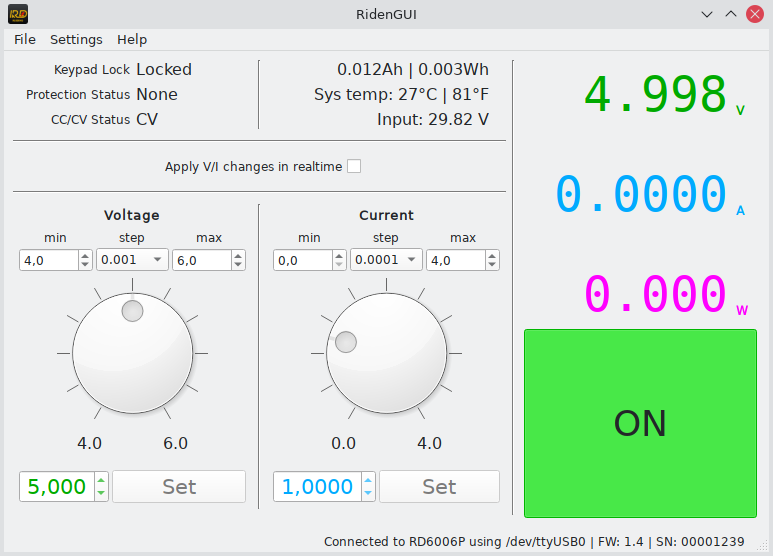 RidenGUI
File Settings Help
Keypad Lock Locked
Protection Status None
CC/CV Status CV
0.012Ah | 0.003Wh
Sys temp: 27°C | 81°F
Input: 29.82 V
Apply V/I changes in realtime
Voltage
min step max
4,0 0.001 6,0
4.0 6.0
5,000 Set
Current
min step max
0,0 0.0001 4,0
0.0 4.0
1,0000 Set
4.998 V
0.0000 A
0.000 W
ON
Connected to RD6006P using /dev/ttyUSB0 | FW: 1.4 | SN: 00001239